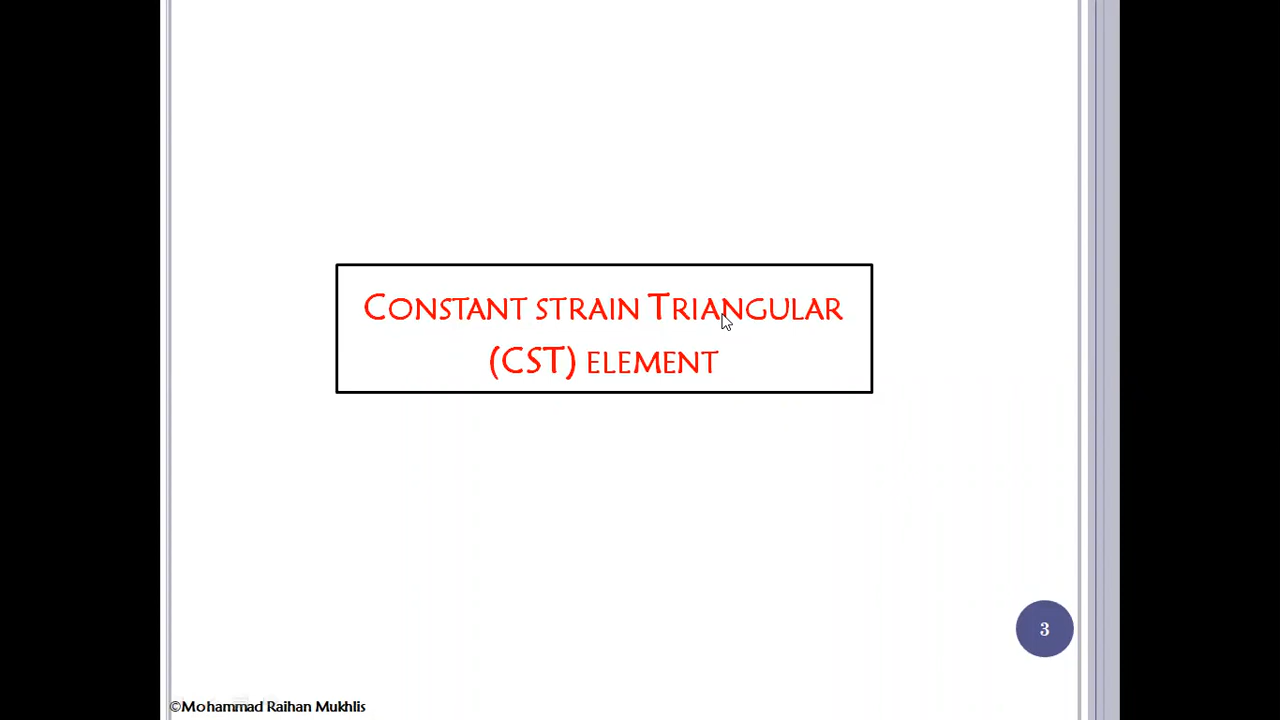 CONSTANT STRAIN TRIANGULAR
(CST) ELEMENT
3
©Mohammad Raihan Mukhlis